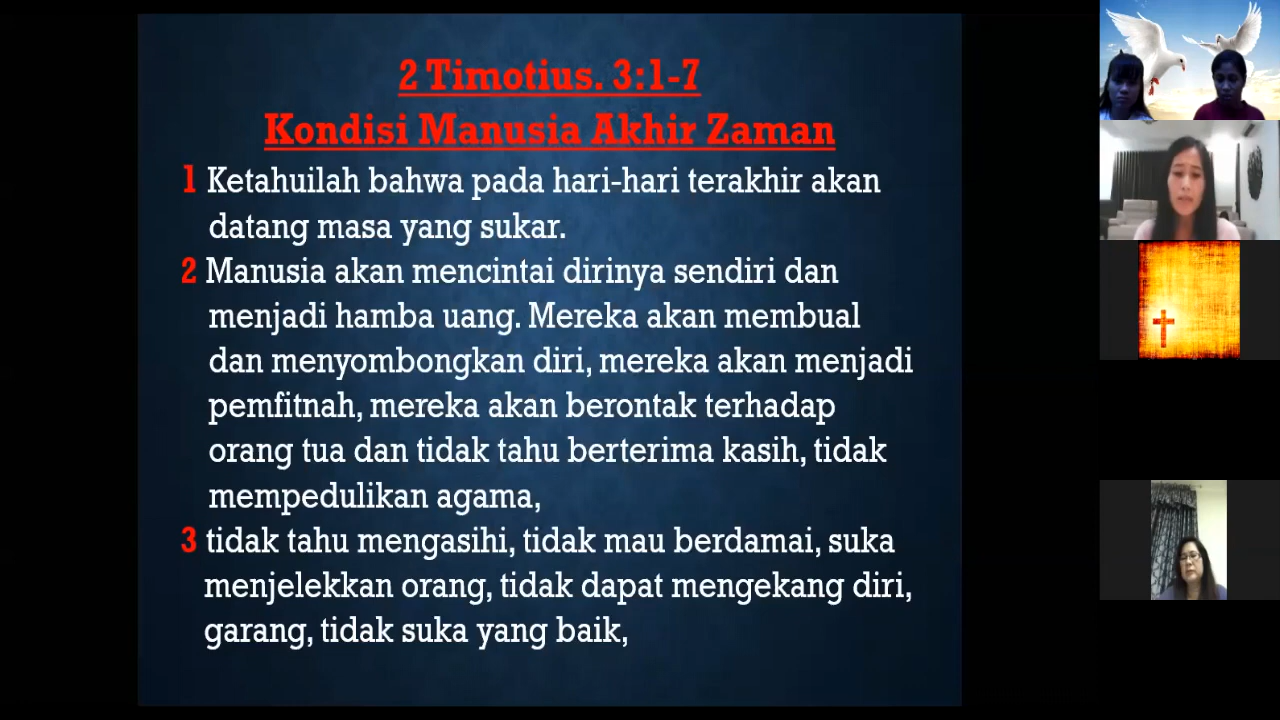 2 Timotius. 3:1-7
Kondisi Manusia Akhir Zaman
1 Ketahuilah bahwa pada hari-hari terakhir akan
datang masa yang sukar.
2 Manusia akan mencintai dirinya sendiri dan
menjadi hamba uang. Mereka akan membual
dan menyombongkan diri, mereka akan menjadi
pemfitnah, mereka akan berontak terhadap
orang tua dan tidak tahu berterima kasih, tidak
mempedulikan agama,
3 tidak tahu mengasihi, tidak mau berdamai, suka
menjelekkan orang, tidak dapat mengekang diri,
garang, tidak suka yang baik,